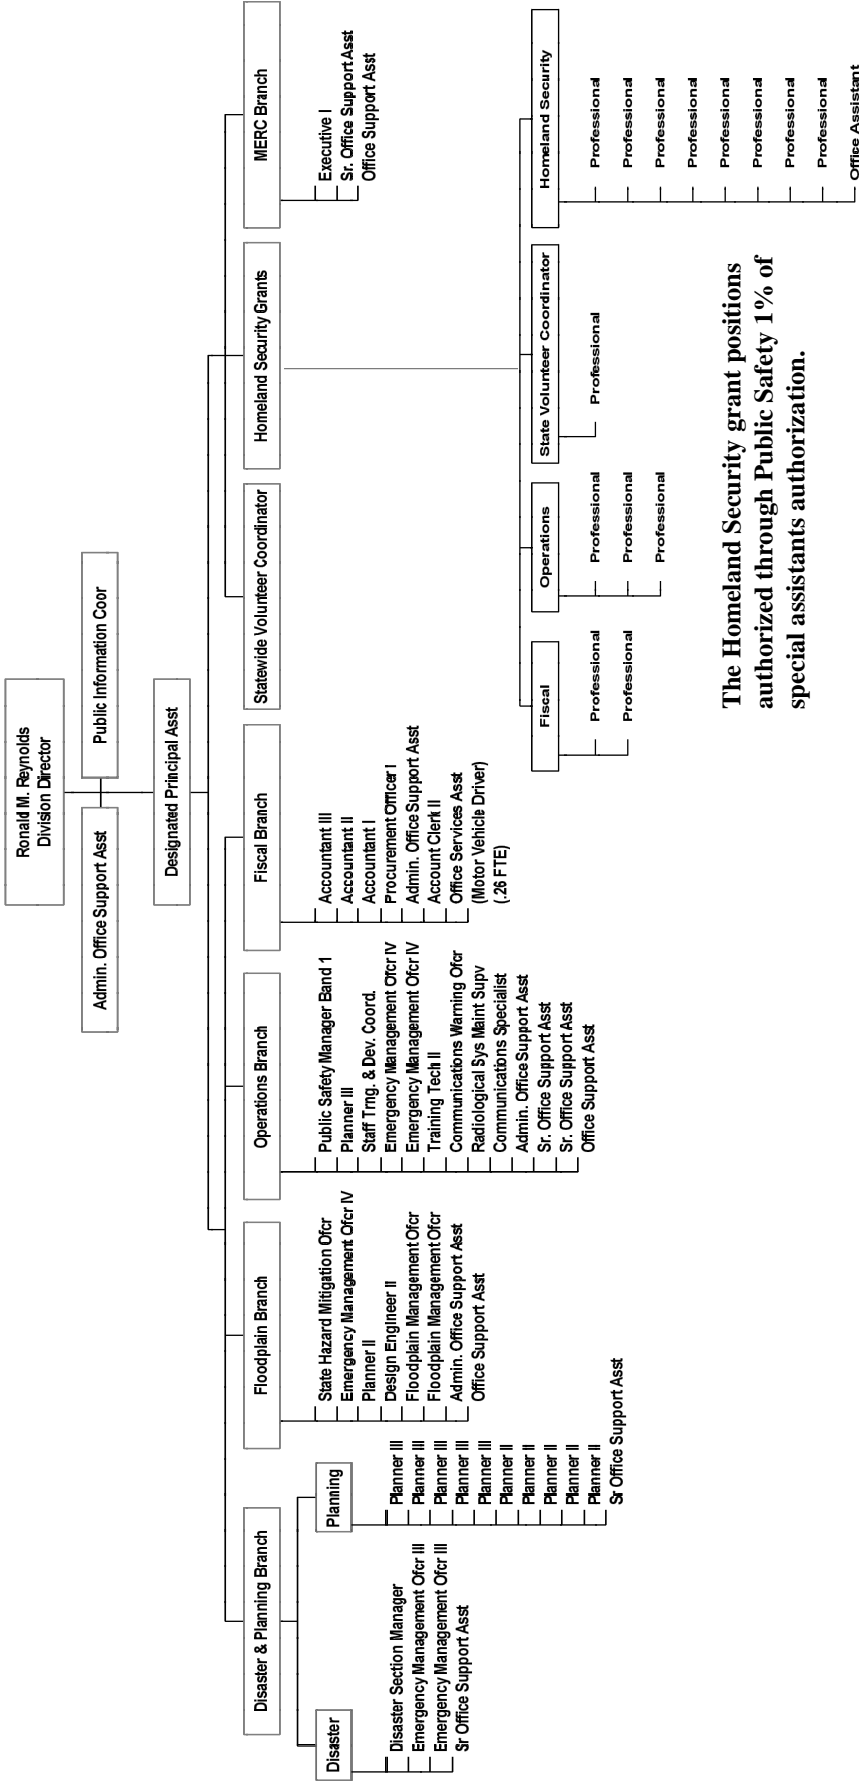 Ronald M. Reynolds
Division Director
Admin. Office Support Asst
Public Information Coor
Designated Principal Asst
Disaster & Planning Branch
Floodplain Branch
Operations Branch
Fiscal Branch
Statewide Volunteer Coordinator
Homeland Security Grants
MERC Branch
Disaster
Disaster Section Manager
Emergency Management Ofcr III
Emergency Management Ofcr III
Sr Office Support Asst
Planning
Planner III
Planner III
Planner III
Planner III
Planner III
Planner II
Planner II
Planner II
Planner II
Planner II
Sr Office Support Asst
State Hazard Mitigation Ofcr
Emergency Management Ofcr IV
Planner II
Design Engineer II
Floodplain Management Ofcr
Floodplain Management Ofcr
Admin. Office Support Asst
Office Support Asst
Public Safety Manager Band 1
Planner III
Staff Trng. & Dev. Coord.
Emergency Management Ofcr IV
Emergency Management Ofcr IV
Training Tech II
Communications Warning Ofcr
Radiological Sys Maint Supv
Communications Specialist
Admin. Office Support Asst
Sr. Office Support Asst
Sr. Office Support Asst
Office Support Asst
Accountant III
Accountant II
Accountant I
Procurement Officer I
Admin. Office Support Asst
Account Clerk II
Office Services Asst
(Motor Vehicle Driver)
(.26 FTE)
Executive I
Sr. Office Support Asst
Office Support Asst
Fiscal
Professional
Professional
Operations
Professional
Professional
Professional
State Volunteer Coordinator
Professional
Homeland Security
Professional
Professional
Professional
Professional
Professional
Professional
Professional
Professional
Office Assistant
The Homeland Security grant positions
authorized through Public Safety 1% of
special assistants authorization.